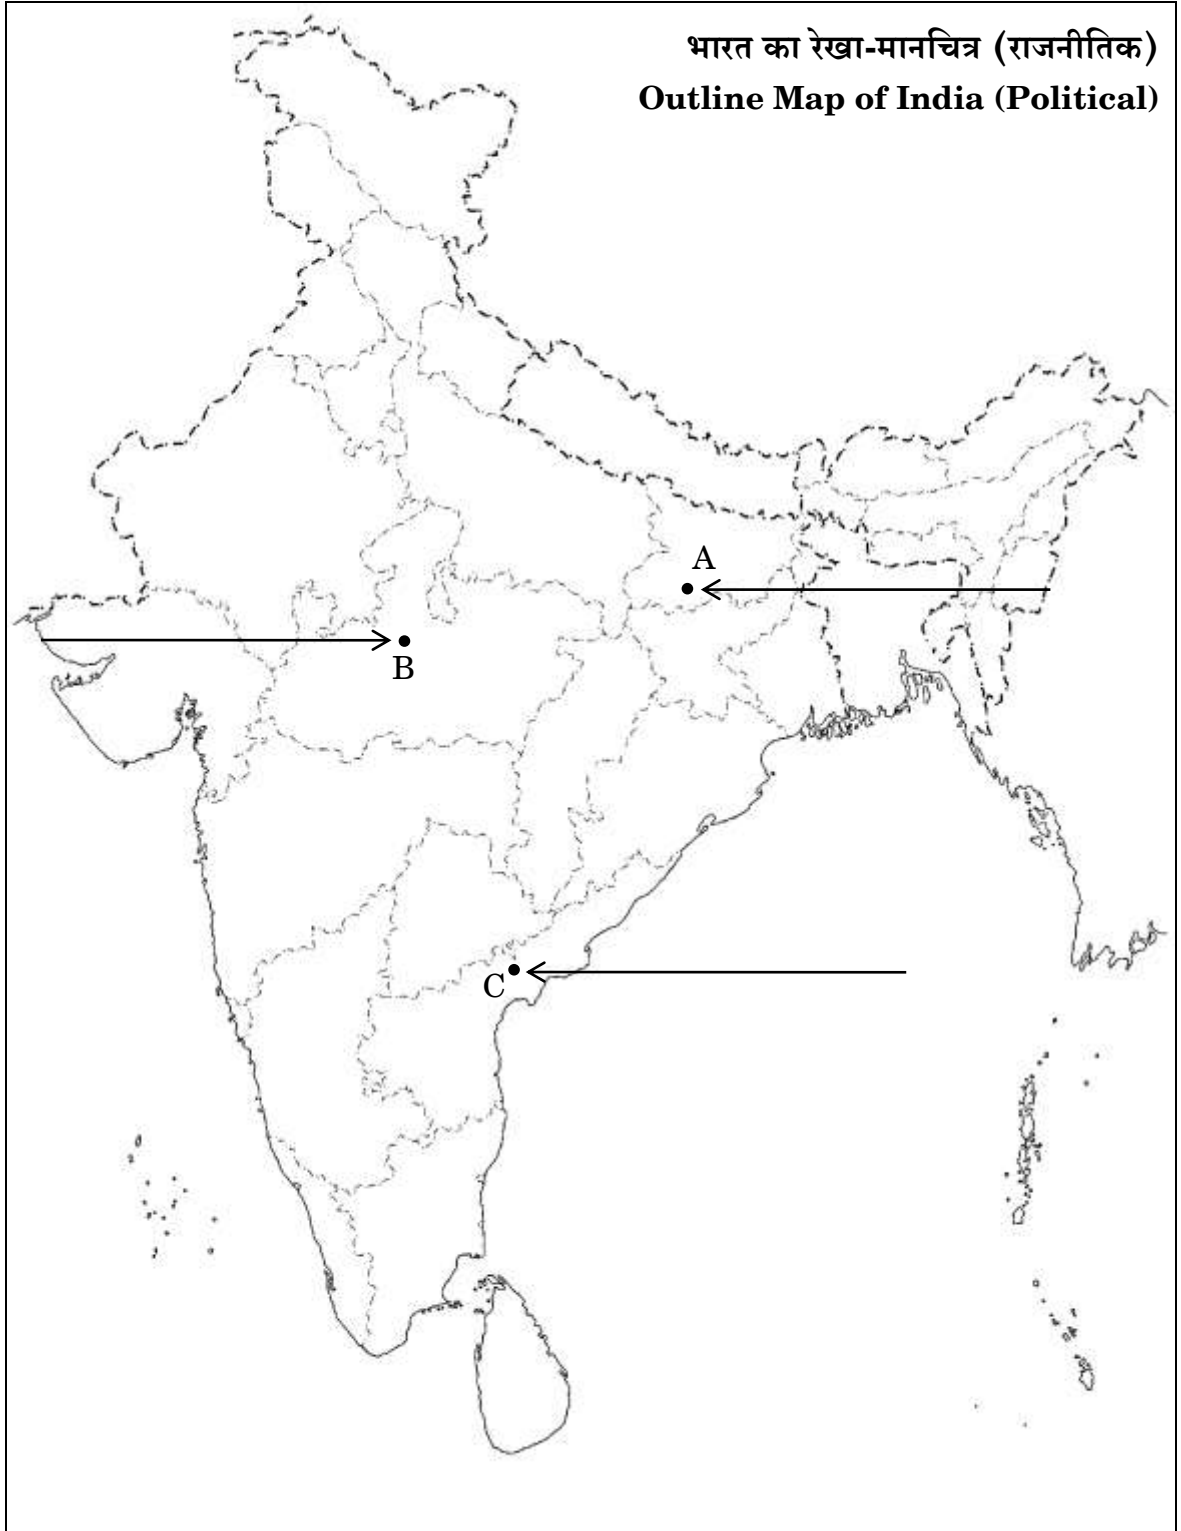 भारत का रेखा-मानचित्र (राजनीतिक)
Outline Map of India (Political)
A
B
C